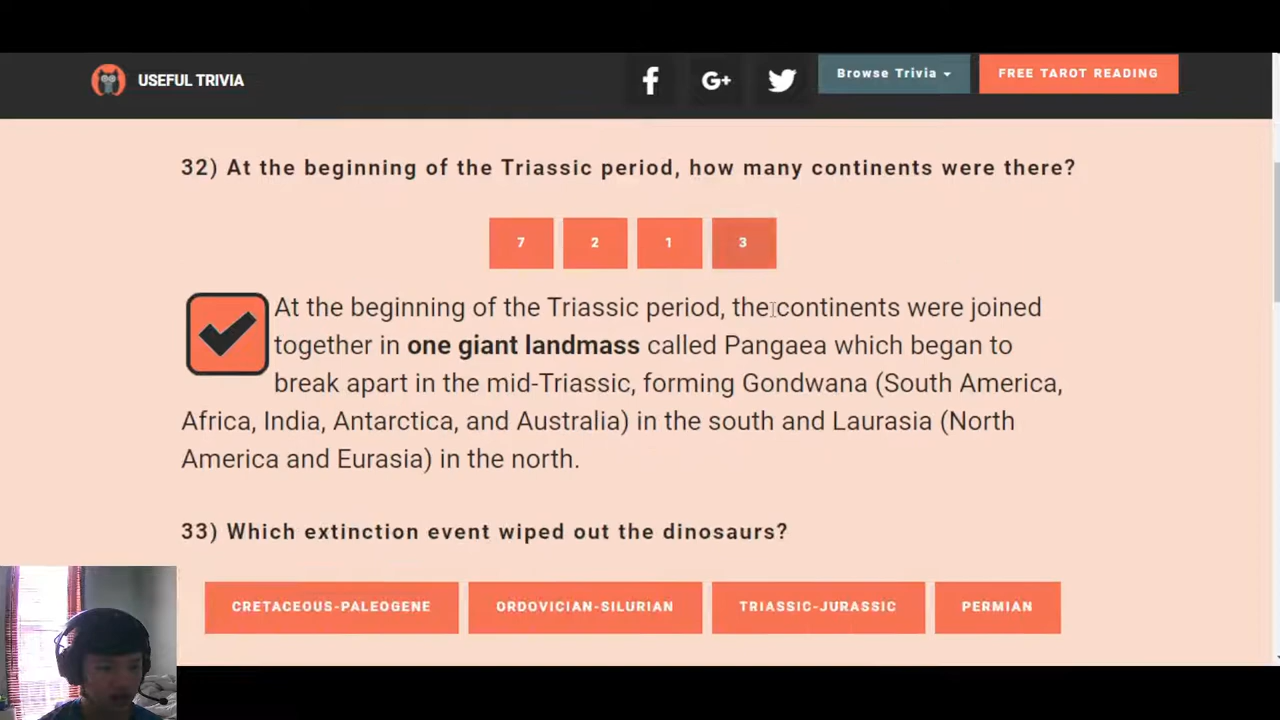 USEFUL TRIVIA
f G+ Browse Trivia FREE TAROT READING
32) At the beginning of the Triassic period, how many continents were there?
7 2 1 3
At the beginning of the Triassic period, the continents were joined
together in one giant landmass called Pangaea which began to
break apart in the mid-Triassic, forming Gondwana (South America,
Africa, India, Antarctica, and Australia) in the south and Laurasia (North
America and Eurasia) in the north.
33) Which extinction event wiped out the dinosaurs?
CRETACEOUS-PALEOGENE ORDOVICIAN-SILURIAN TRIASSIC-JURASSIC PERMIAN